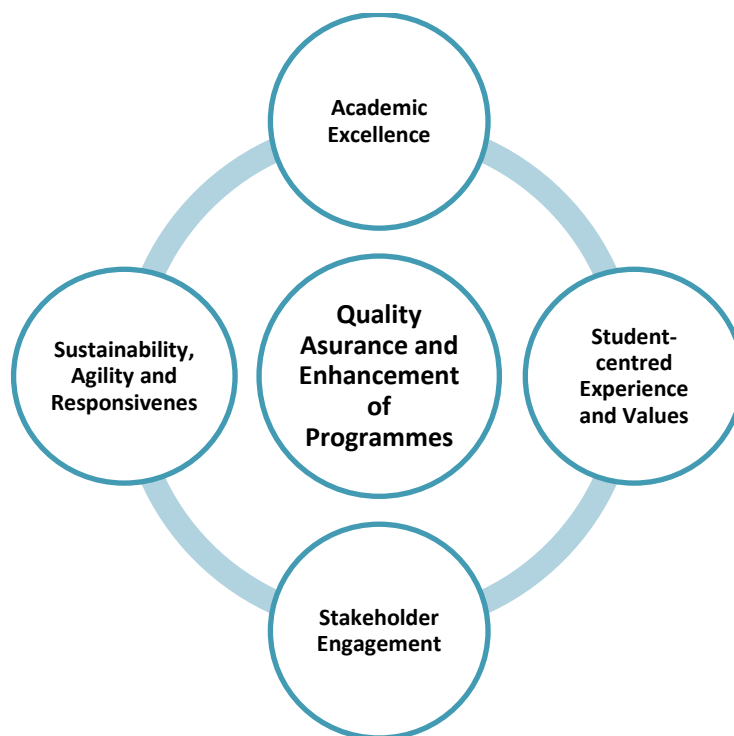 Academic
Excellence
Quality
Asurance and
Enhancement
of
Programmes
Sustainability,
Agility and
Responsivenes
Student-
centred
Experience
and Values
Stakeholder
Engagement